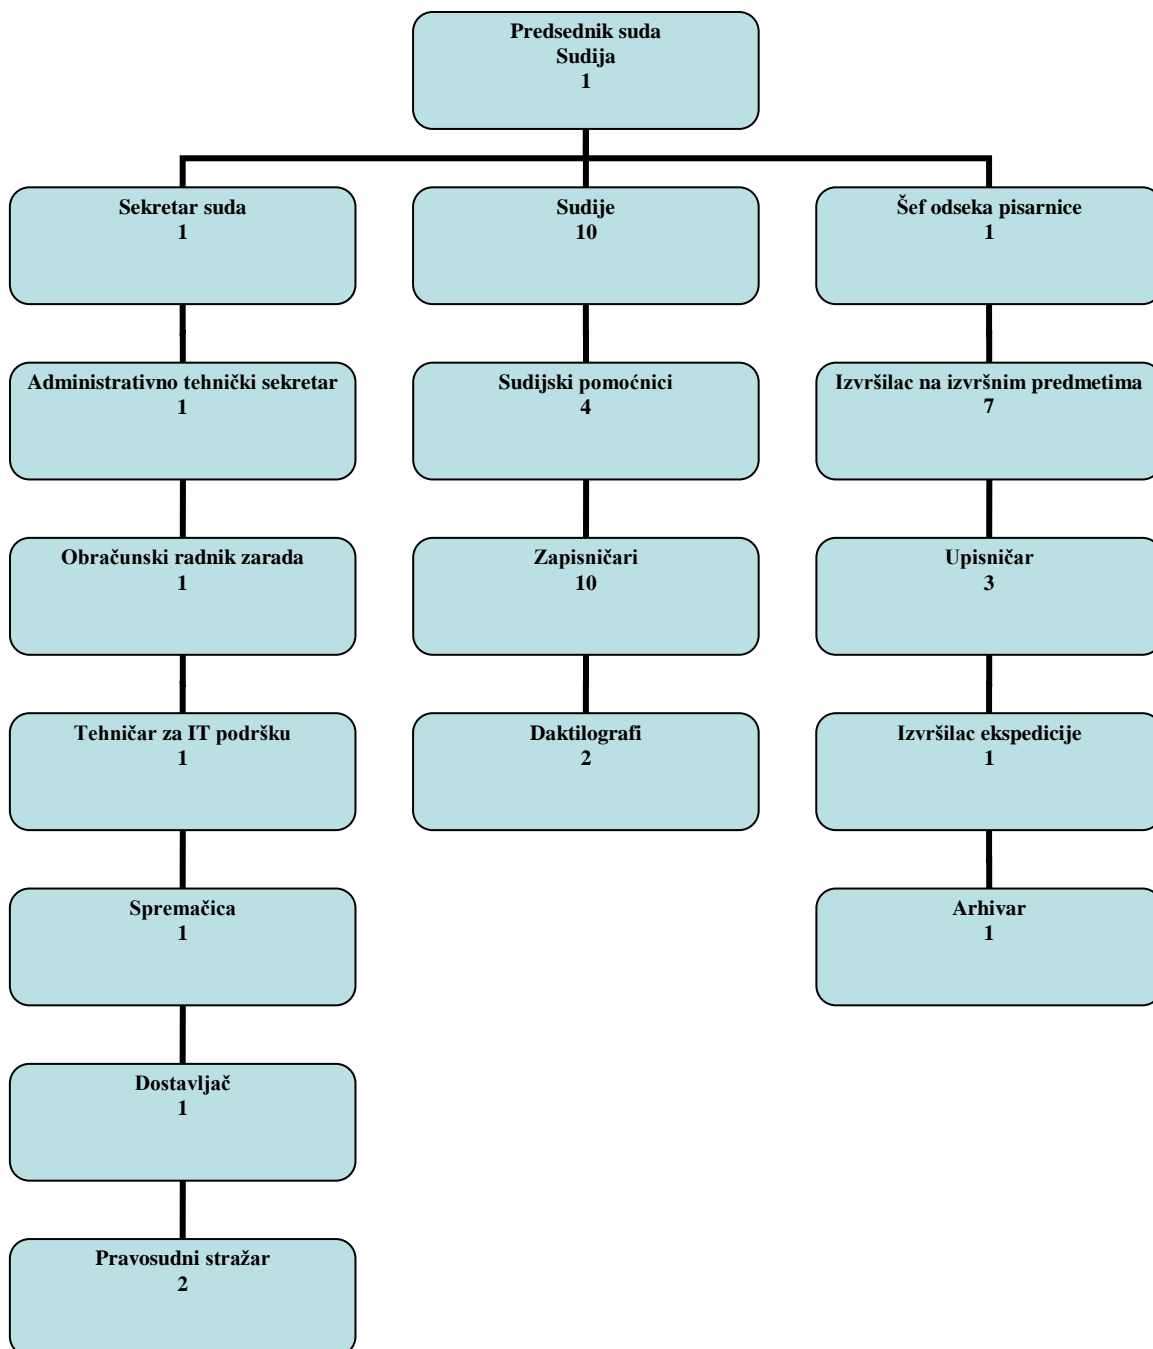 Predsednik suda
Sudija
1
Sekretar suda
1
Sudije
10
Šef odseka pisarnice
1
Administrativno tehnički sekretar
1
Sudijski pomoćnici
4
Izvršilac na izvršnim predmetima
7
Obračunski radnik zarada
1
Zapisničari
10
Upisničar
3
Tehničar za IT podršku
1
Daktilografi
2
Izvršilac ekspedicije
1
Spremačica
1
Arhivar
1
Dostavljač
1
Pravosudni stražar
2